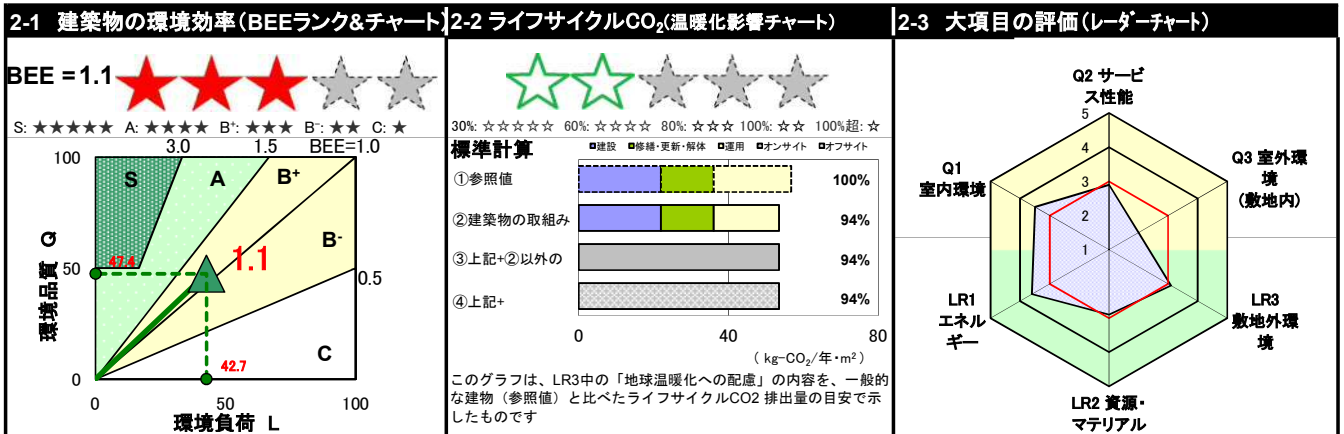 2-1 建築物の環境効率(BEEランク&チャート)
BEE = 1.1
S: ★★★★★ A: ★★★★ B⁺: ★★★ B⁻: ★★ C: ★
3.0 1.5 BEE=1.0
100
S A B⁺
B⁻
1.1
47.4
50
0.5
環境品質 Q
C
42.7
0
0 50 100
環境負荷 L
2-2 ライフサイクルCO₂(温暖化影響チャート)
30%: ☆☆☆☆☆ 60%: ☆☆☆☆ 80%: ☆☆☆ 100%: ☆☆ 100%超: ☆
標準計算
建設 修繕・更新・解体 運用 オンサイト オフサイト
①参照値 100%
②建築物の取組み 94%
③上記+②以外の 94%
④上記+ 94%
0 40 80
( kg-CO₂/年・m² )
このグラフは、LR3中の「地球温暖化への配慮」の内容を、一般的
な建物(参照値)と比べたライフサイクルCO2 排出量の目安で示
したものです
2-3 大項目の評価(レーダーチャート)
Q2 サービ
ス性能
5
4
3
2
1
Q1
室内環境
Q3 室外環
境
(敷地内)
LR1
エネル
ギー
LR3
敷地外環
境
LR2 資源・
マテリアル